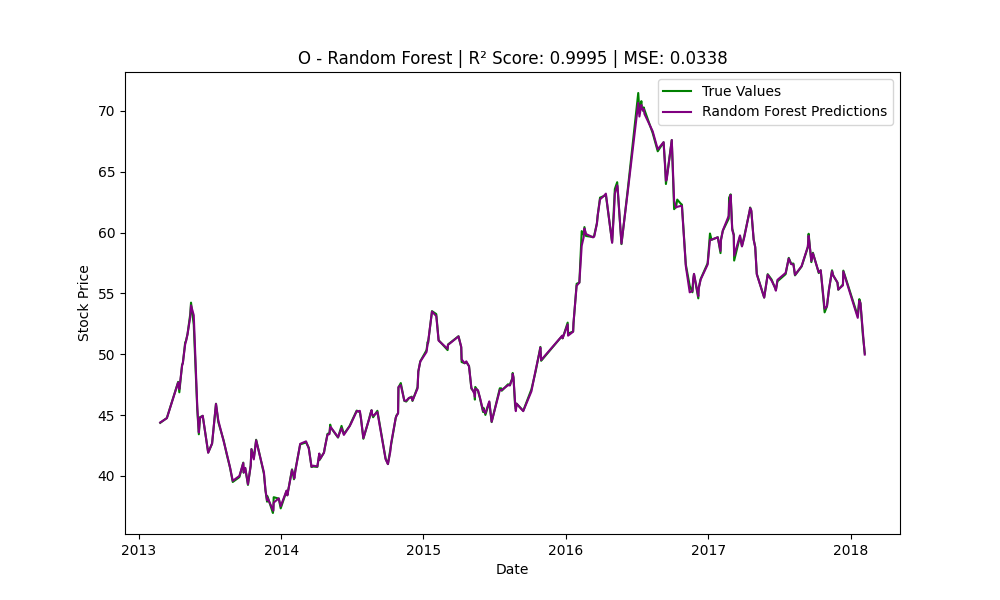 O - Random Forest | R² Score: 0.9995 | MSE: 0.0338
True Values
Random Forest Predictions
70
65
60
55
50
45
40
Stock Price
2013 2014 2015 2016 2017 2018
Date